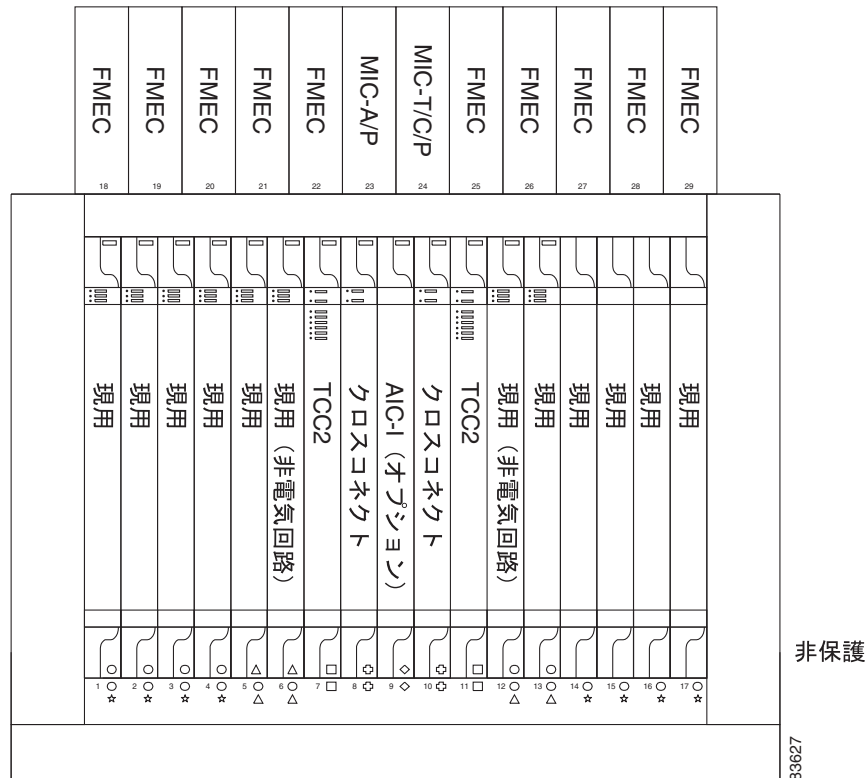 FMEC
FMEC
FMEC
FMEC
FMEC
MIC-A/P
MIC-T/C/P
FMEC
FMEC
FMEC
FMEC
FMEC
18
19
20
21
22
23
24
25
26
27
28
29
現用
現用
現用
現用
現用
現用（非電気回路）
TCC2
クロスコネクト
AIC-I（オプション）
クロスコネクト
TCC2
現用（非電気回路）
現用
現用
現用
現用
現用
非保護
1
2
3
4
5
6
7
8
9
10
11
12
13
14
15
16
17
83627